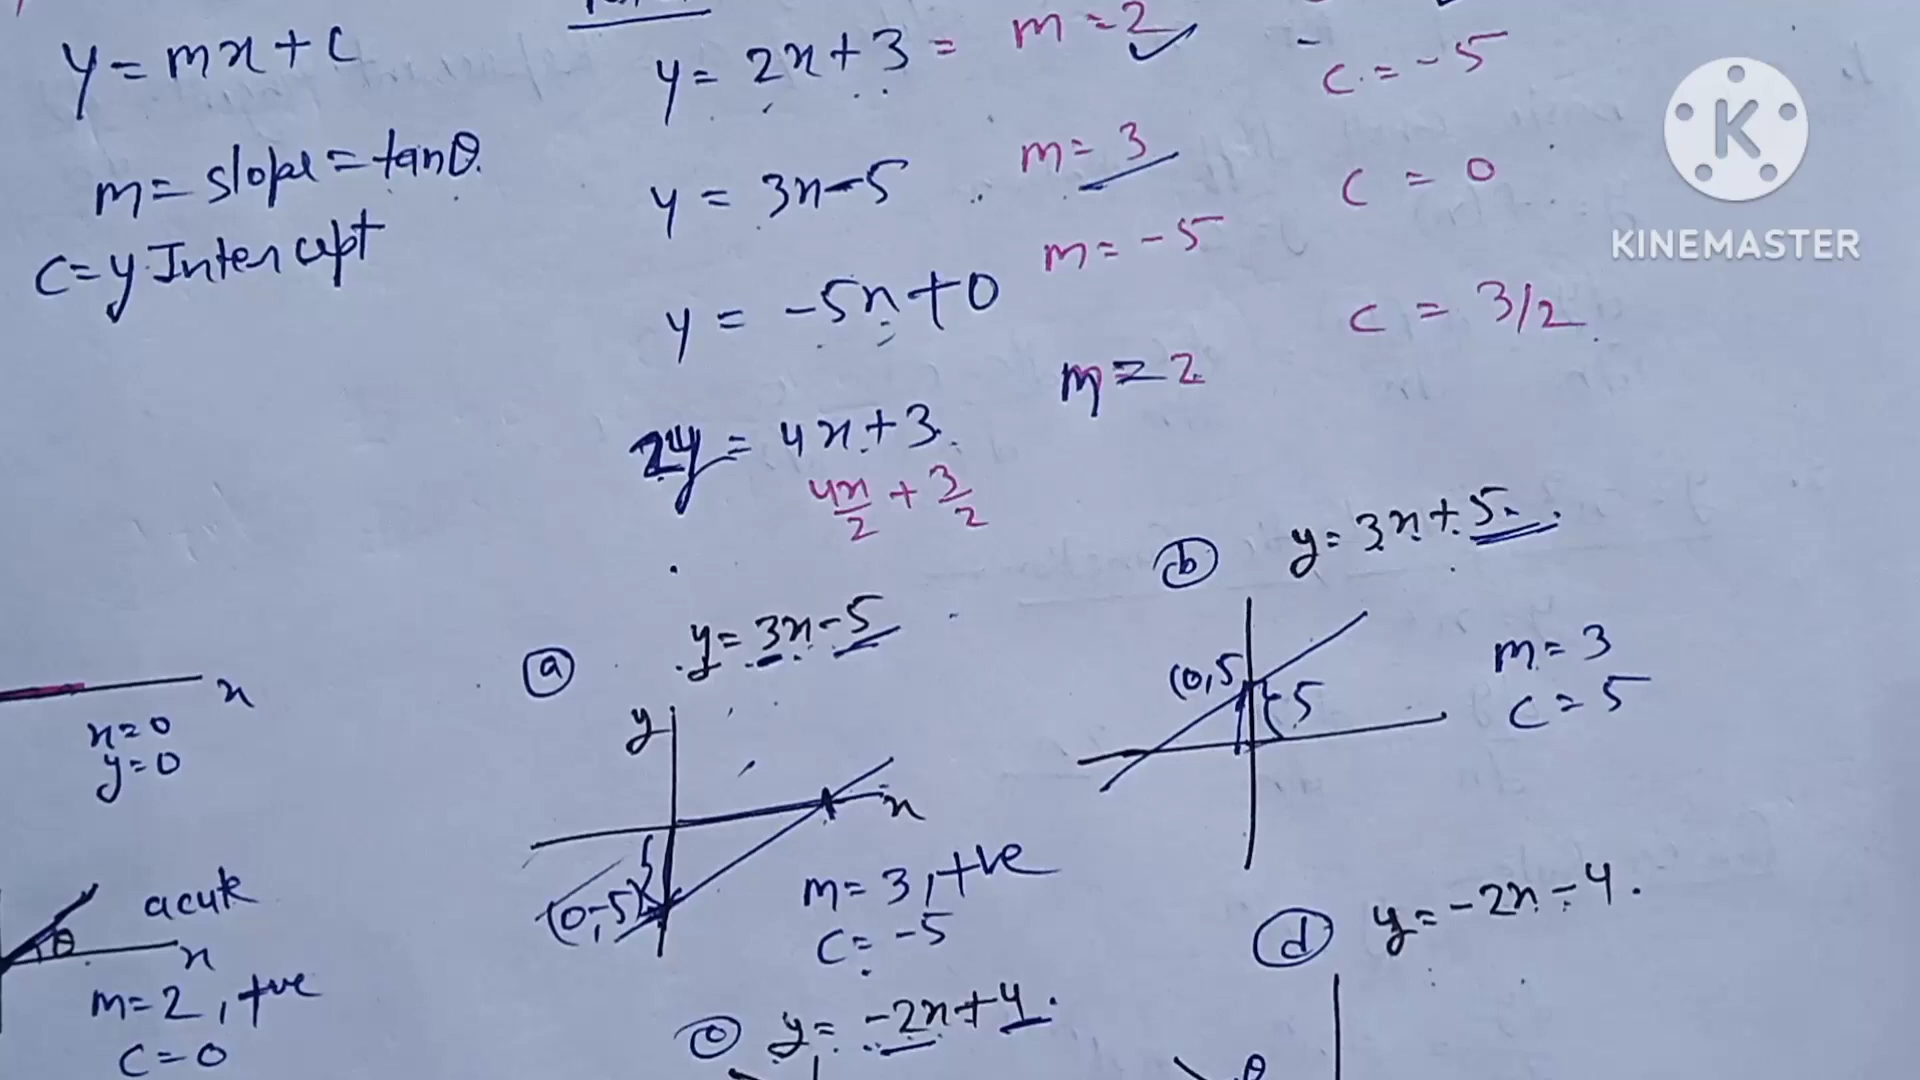 y = mx + c
m = slope = tanθ.
c = y Intercept
y = 2x + 3 = m = 2
c = -5
y = 3x - 5
m = 3
c = 0
y = -5x + 0
m = -5
c = 3/2
2y = 4x + 3.
m = 2
4x/2 + 3/2
KINEMASTER
x
x = 0
y = 0
acute
θ
x
m = 2, +ve
c = 0
(a) y = 3x - 5
y
x
(0,-5)
m = 3, +ve
c = -5
(b) y = 3x + 5.
(0,5
5
m = 3
c = 5
(c) y = -2x + 4.
(d) y = -2x - 4.
θ